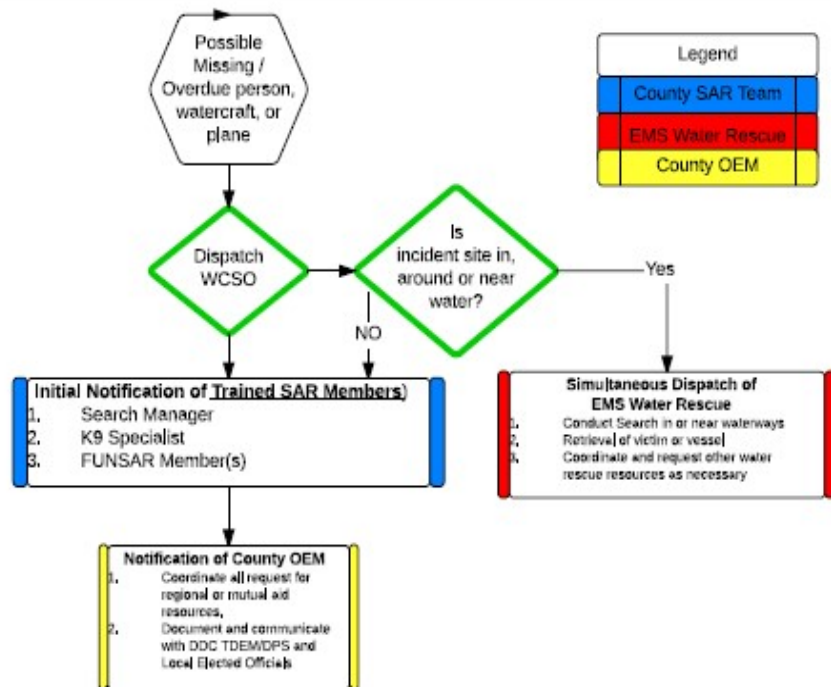 Possible
Missing /
Overdue person,
watercraft, or
plane
Legend
County SAR Team
EMS Water Rescue
County OEM
Dispatch
WCSO
Is
incident site in,
around or near
water?
Yes
NO
Initial Notification of Trained SAR Members)
1. Search Manager
2. K9 Specialist
3. FUNSAR Member(s)
Simultaneous Dispatch of
EMS Water Rescue
1. Conduct Search in or near waterways
2. Retrieval of victim or vessel
3. Coordinate and request other water
rescue resources as necessary
Notification of County OEM
1. Coordinate all request for
regional or mutual aid
resources,
2. Document and communicate
with DDC TDEM/DPS and
Local Elected Officials